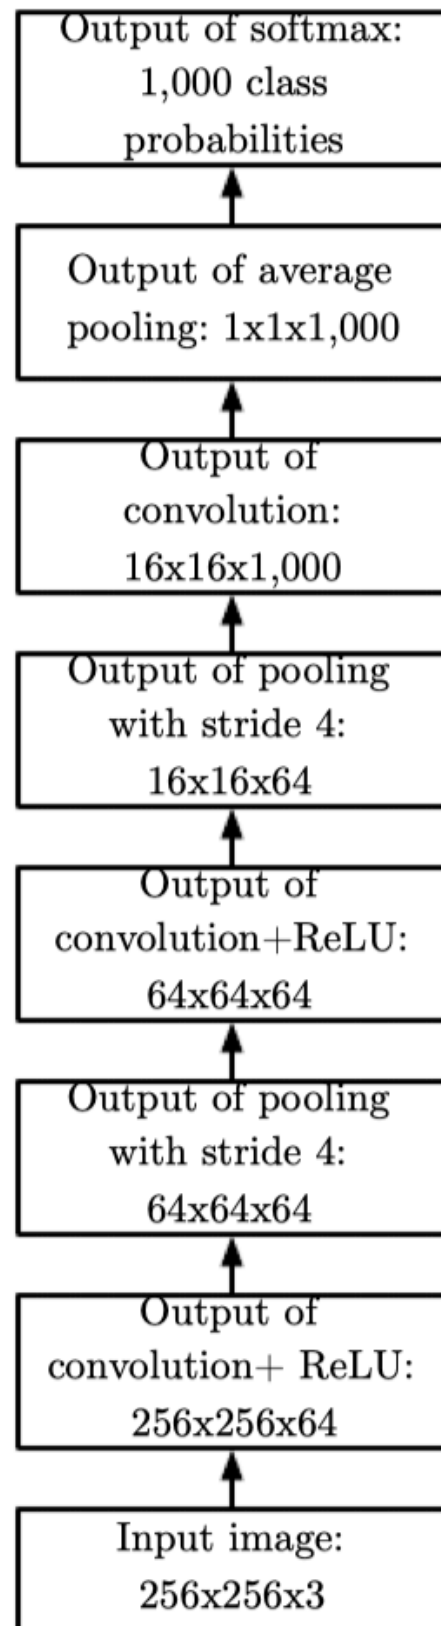 Output of softmax:
1,000 class
probabilities
Output of average
pooling: 1x1x1,000
Output of
convolution:
16x16x1,000
Output of pooling
with stride 4:
16x16x64
Output of
convolution+ReLU:
64x64x64
Output of pooling
with stride 4:
64x64x64
Output of
convolution+ ReLU:
256x256x64
Input image:
256x256x3